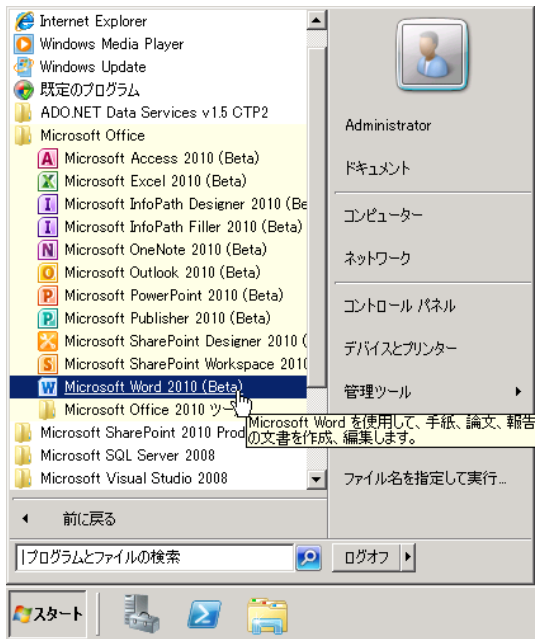 Internet Explorer
Windows Media Player
Windows Update
既定のプログラム
ADO.NET Data Services v1.5 CTP2
Microsoft Office
Microsoft Access 2010 (Beta)
Microsoft Excel 2010 (Beta)
Microsoft InfoPath Designer 2010 (Be
Microsoft InfoPath Filler 2010 (Beta)
Microsoft OneNote 2010 (Beta)
Microsoft Outlook 2010 (Beta)
Microsoft PowerPoint 2010 (Beta)
Microsoft Publisher 2010 (Beta)
Microsoft SharePoint Designer 2010 (
Microsoft SharePoint Workspace 2010
Microsoft Word 2010 (Beta)
Microsoft Office 2010 ツー
Microsoft SharePoint 2010 Prod
Microsoft SQL Server 2008
Microsoft Visual Studio 2008
前に戻る
プログラムとファイルの検索
Administrator
ドキュメント
コンピューター
ネットワーク
コントロール パネル
デバイスとプリンター
管理ツール
Microsoft Word を使用して、手紙、論文、報告
の文書を作成、編集します。
ファイル名を指定して実行...
ログオフ
スタート